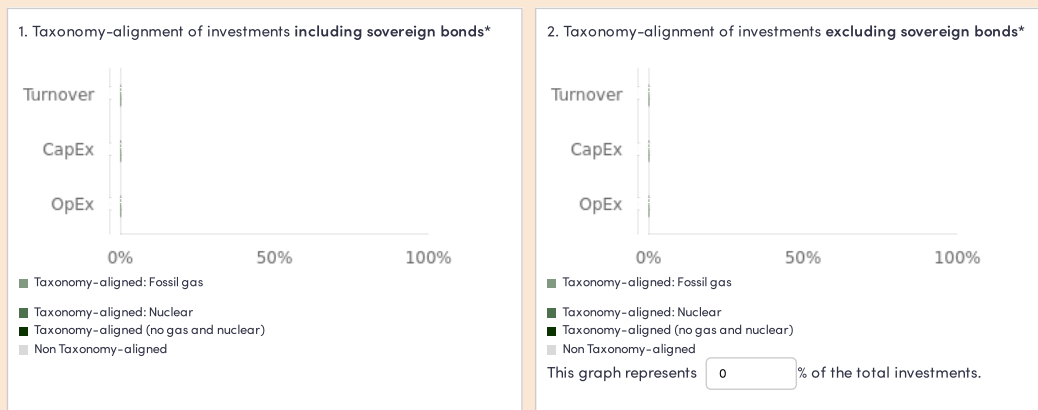 1. Taxonomy-alignment of investments including sovereign bonds*
Turnover
CapEx
OpEx
0% 50% 100%
Taxonomy-aligned: Fossil gas
Taxonomy-aligned: Nuclear
Taxonomy-aligned (no gas and nuclear)
Non Taxonomy-aligned
2. Taxonomy-alignment of investments excluding sovereign bonds*
Turnover
CapEx
OpEx
0% 50% 100%
Taxonomy-aligned: Fossil gas
Taxonomy-aligned: Nuclear
Taxonomy-aligned (no gas and nuclear)
Non Taxonomy-aligned
This graph represents 0 % of the total investments.